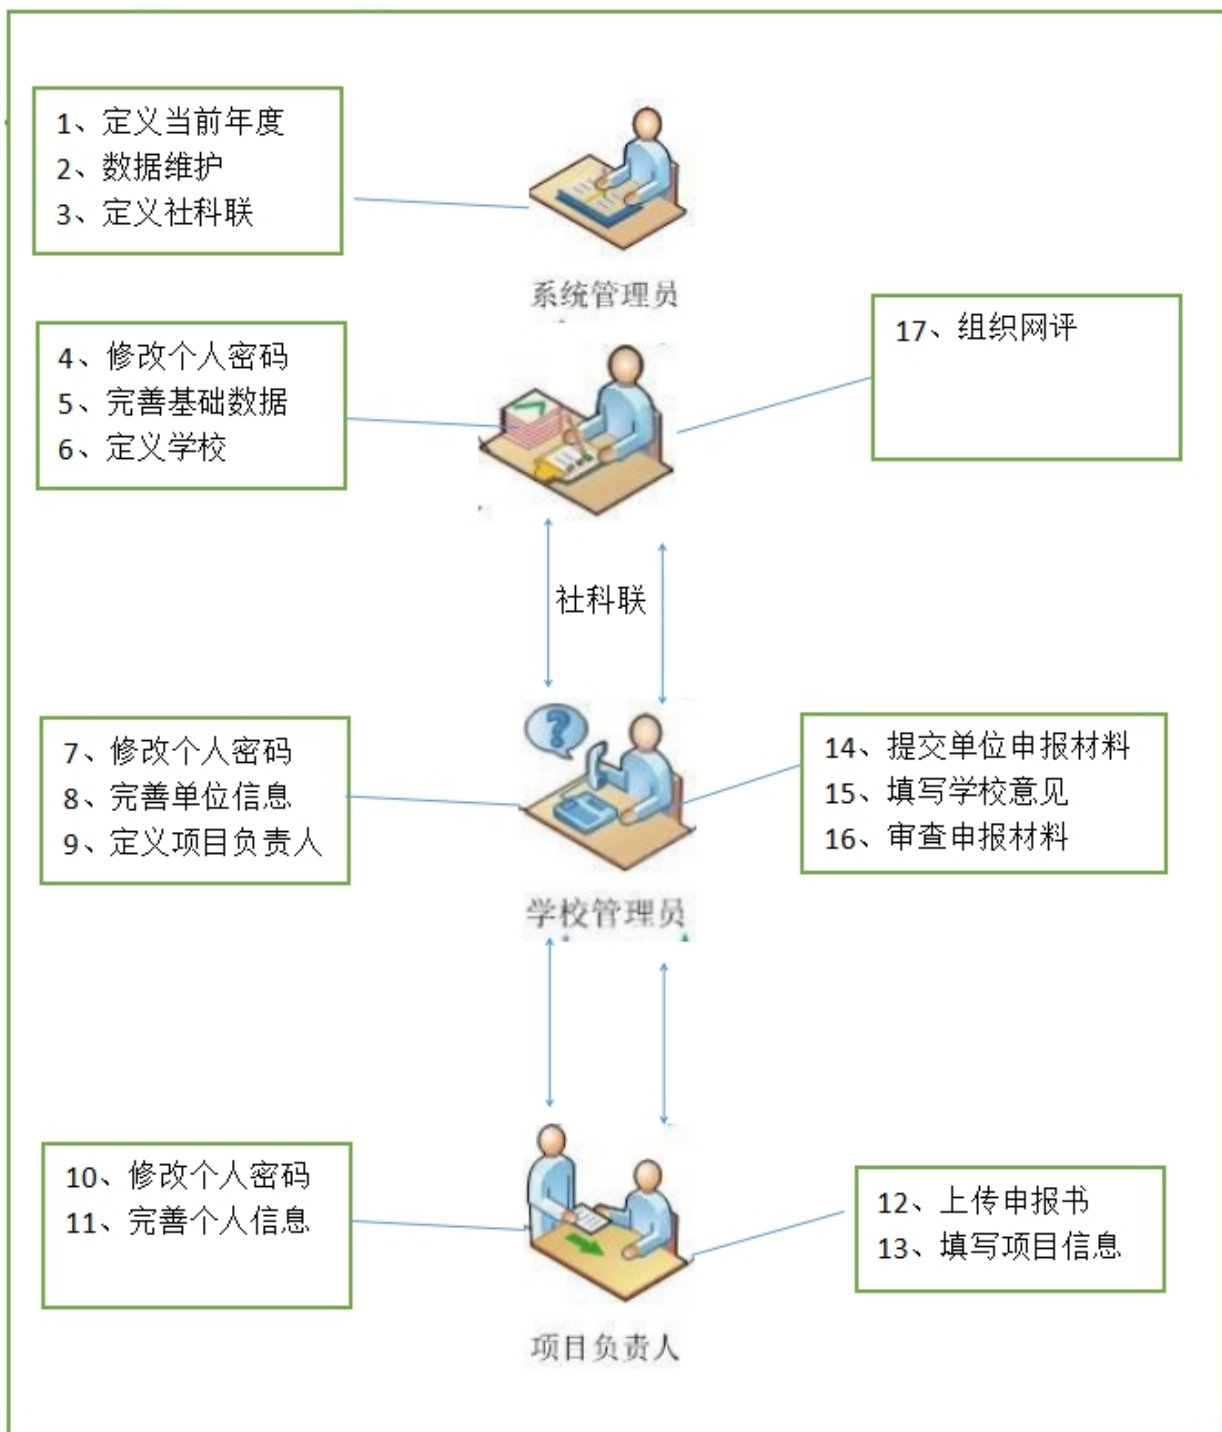 1、定义当前年度
2、数据维护
3、定义社科联
系统管理员
4、修改个人密码
5、完善基础数据
6、定义学校
17、组织网评
社科联
7、修改个人密码
8、完善单位信息
9、定义项目负责人
14、提交单位申报材料
15、填写学校意见
16、审查申报材料
学校管理员
10、修改个人密码
11、完善个人信息
12、上传申报书
13、填写项目信息
项目负责人